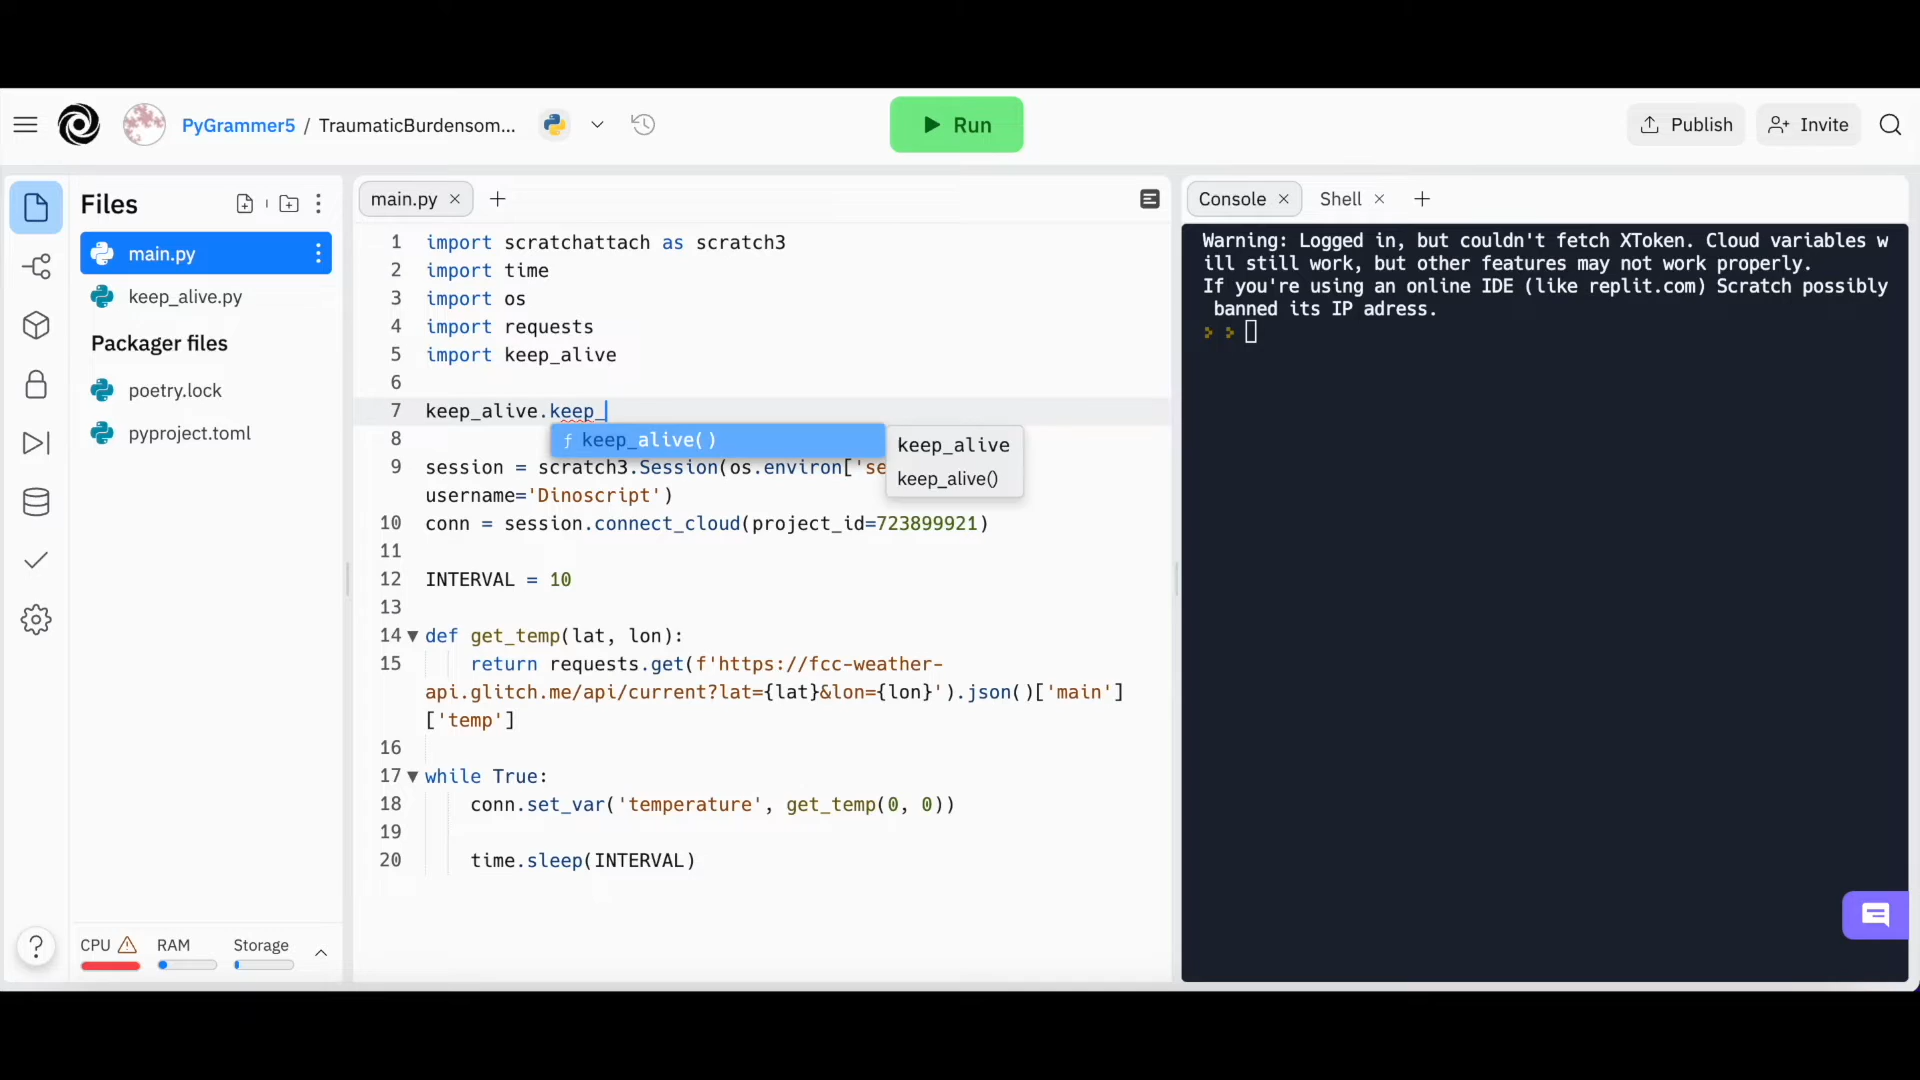 PyGrammer5 / TraumaticBurdensom...
Run
Publish
Invite
Files
main.py
keep_alive.py
Packager files
poetry.lock
pyproject.toml
CPU
RAM
Storage
?
main.py
1 import scratchattach as scratch3
2 import time
3 import os
4 import requests
5 import keep_alive
6
7 keep_alive.keep_
ƒ keep_alive()
keep_alive
keep_alive()
8
9 session = scratch3.Session(os.environ['se
username='Dinoscript')
10 conn = session.connect_cloud(project_id=723899921)
11
12 INTERVAL = 10
13
14 def get_temp(lat, lon):
15 return requests.get(f'https://fcc-weather-
api.glitch.me/api/current?lat={lat}&lon={lon}').json()['main']
['temp']
16
17 while True:
18 conn.set_var('temperature', get_temp(0, 0))
19
20 time.sleep(INTERVAL)
Console
Shell
Warning: Logged in, but couldn't fetch XToken. Cloud variables w
ill still work, but other features may not work properly.
If you're using an online IDE (like replit.com) Scratch possibly
banned its IP adress.